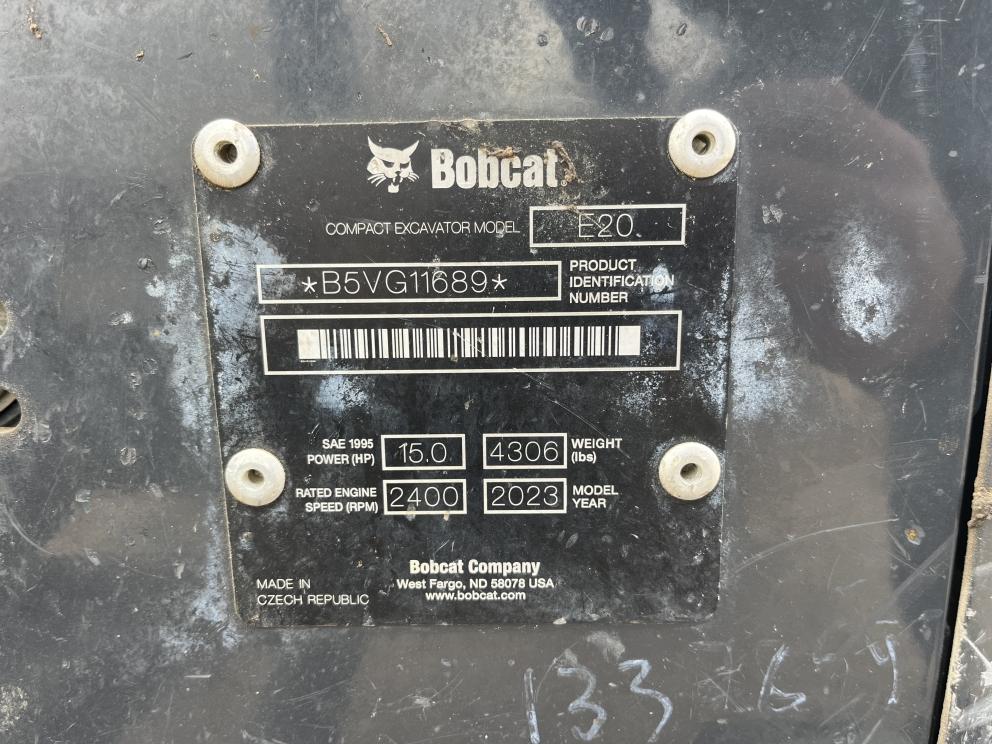 Bobcat
COMPACT EXCAVATOR MODEL E20
*B5VG11689* PRODUCT
IDENTIFICATION
NUMBER
SAE 1995
POWER (HP) 15.0 4306 WEIGHT
(lbs)
RATED ENGINE
SPEED (RPM) 2400 2023 MODEL
YEAR
Bobcat Company
West Fargo, ND 58078 USA
www.bobcat.com
MADE IN
CZECH REPUBLIC
133